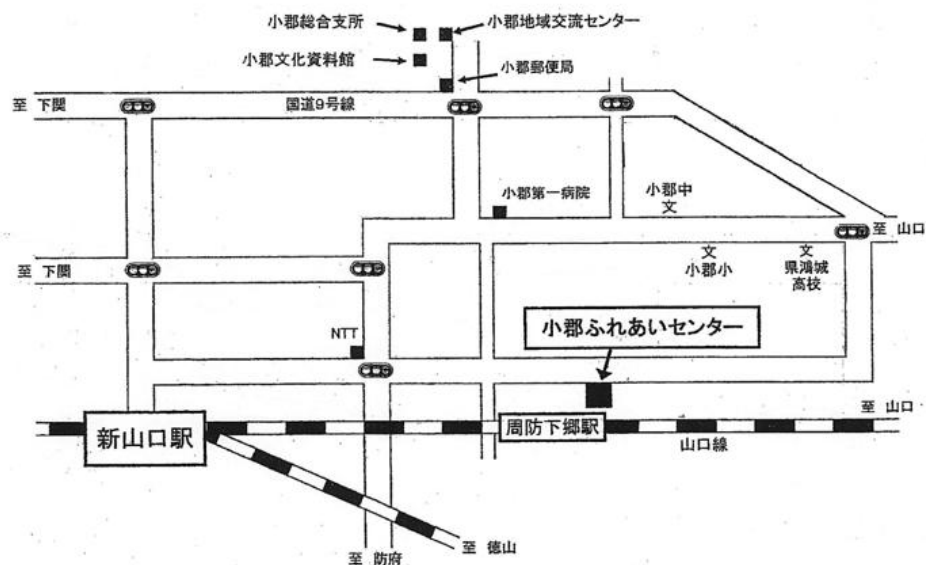 小郡総合支所
小郡地域交流センター
小郡文化資料館
小郡郵便局
至 下関
国道9号線
小郡第一病院
小郡中
文
至 山口
至 下関
文
小郡小
文
県鴻城
高校
NTT
小郡ふれあいセンター
至 山口
新山口駅
周防下郷駅
山口線
至 徳山
至 防府